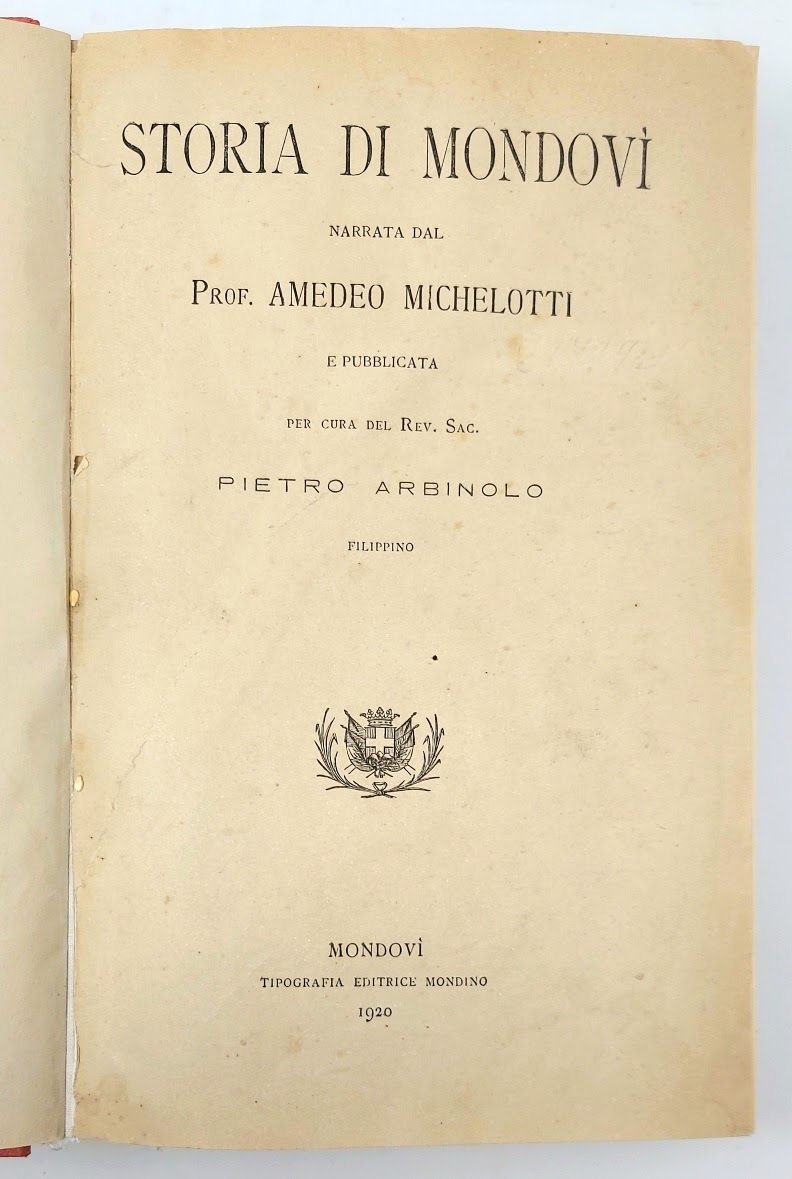 STORIA DI MONDOVÌ
NARRATA DAL
PROF. AMEDEO MICHELOTTI
E PUBBLICATA
PER CURA DEL REV. SAC.
PIETRO ARBINOLO
FILIPPINO
MONDOVÌ
TIPOGRAFIA EDITRICE MONDINO
1920